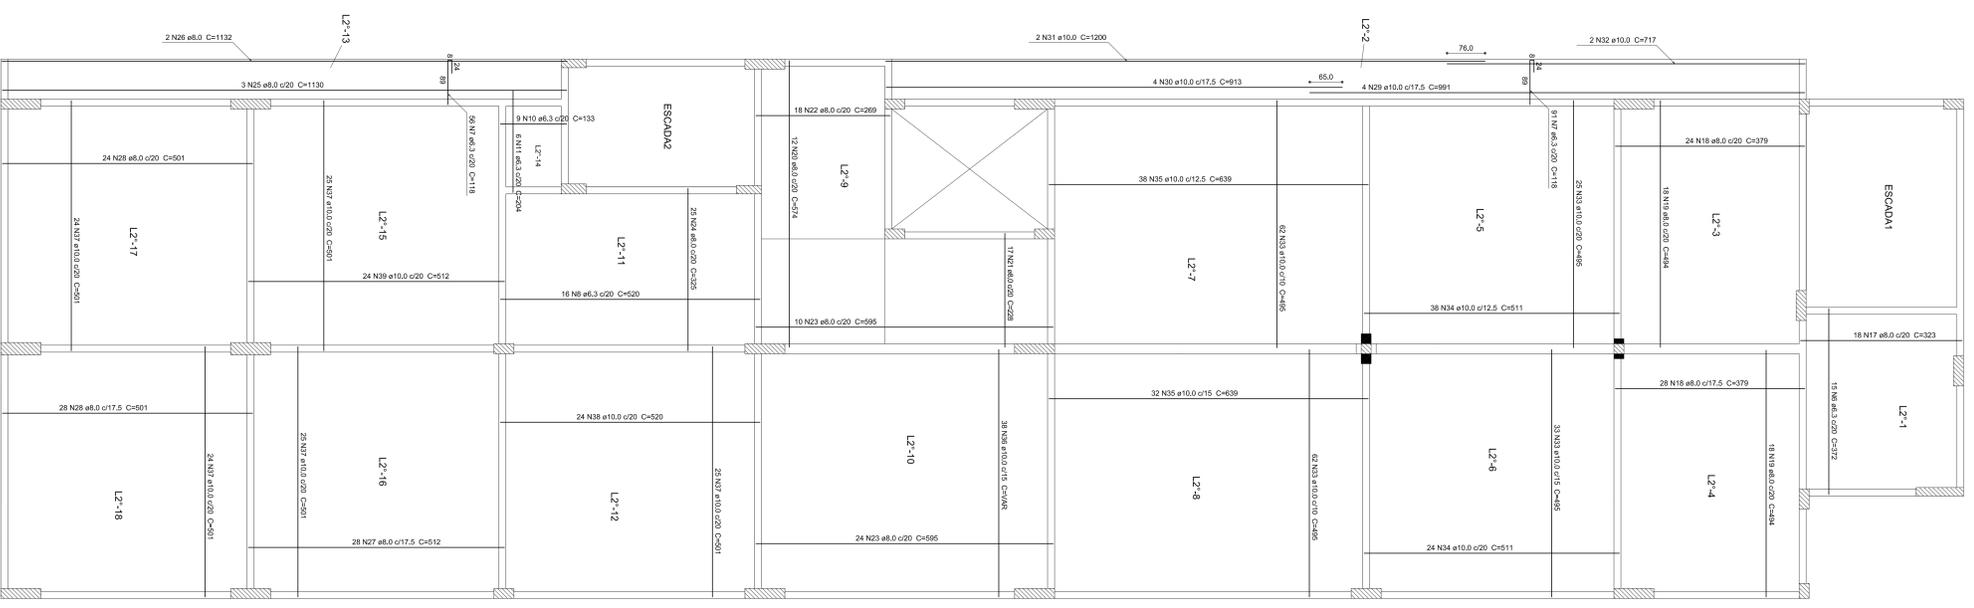 L2°-13
L2°-2
2 N26 ø8.0 C=1132
2 N31 ø10.0 C=1200
76.0
2 N32 ø10.0 C=717
8
24
89
8
24
89
3 N25 ø8.0 c/20 C=1130
4 N30 ø10.0 c/17.5 C=913
65.0
4 N29 ø10.0 c/17.5 C=991
56 N7 ø6.3 c/20 C=118
9 N10 ø6.3 c/20 C=133
6 N11 ø6.3 c/20 C=204
L2°-14
ESCADA2
18 N22 ø8.0 c/20 C=269
12 N20 ø8.0 c/20 C=574
L2°-9
91 N7 ø6.3 c/20 C=118
24 N18 ø8.0 c/20 C=379
ESCADA1
24 N28 ø8.0 c/20 C=501
25 N37 ø10.0 c/20 C=501
38 N35 ø10.0 c/12.5 C=639
25 N33 ø10.0 c/20 C=495
18 N19 ø8.0 c/20 C=494
L2°-17
24 N37 ø10.0 c/20 C=501
L2°-15
24 N39 ø10.0 c/20 C=512
L2°-11
25 N24 ø8.0 c/20 C=325
16 N8 ø6.3 c/20 C=520
17 N21 ø8.0 c/20 C=228
10 N23 ø8.0 c/20 C=595
L2°-7
62 N33 ø10.0 c/10 C=495
L2°-5
38 N34 ø10.0 c/12.5 C=511
L2°-3
18 N17 ø8.0 c/20 C=323
15 N6 ø6.3 c/20 C=372
L2°-1
28 N28 ø8.0 c/17.5 C=501
24 N37 ø10.0 c/20 C=501
L2°-18
25 N37 ø10.0 c/20 C=501
L2°-16
28 N27 ø8.0 c/17.5 C=512
24 N38 ø10.0 c/20 C=520
L2°-12
25 N37 ø10.0 c/20 C=501
L2°-10
38 N36 ø10.0 c/15 C=VAR
24 N23 ø8.0 c/20 C=595
32 N35 ø10.0 c/15 C=639
L2°-8
62 N33 ø10.0 c/10 C=495
L2°-6
33 N33 ø10.0 c/15 C=495
24 N34 ø10.0 c/20 C=511
28 N18 ø8.0 c/17.5 C=379
L2°-4
18 N19 ø8.0 c/20 C=494